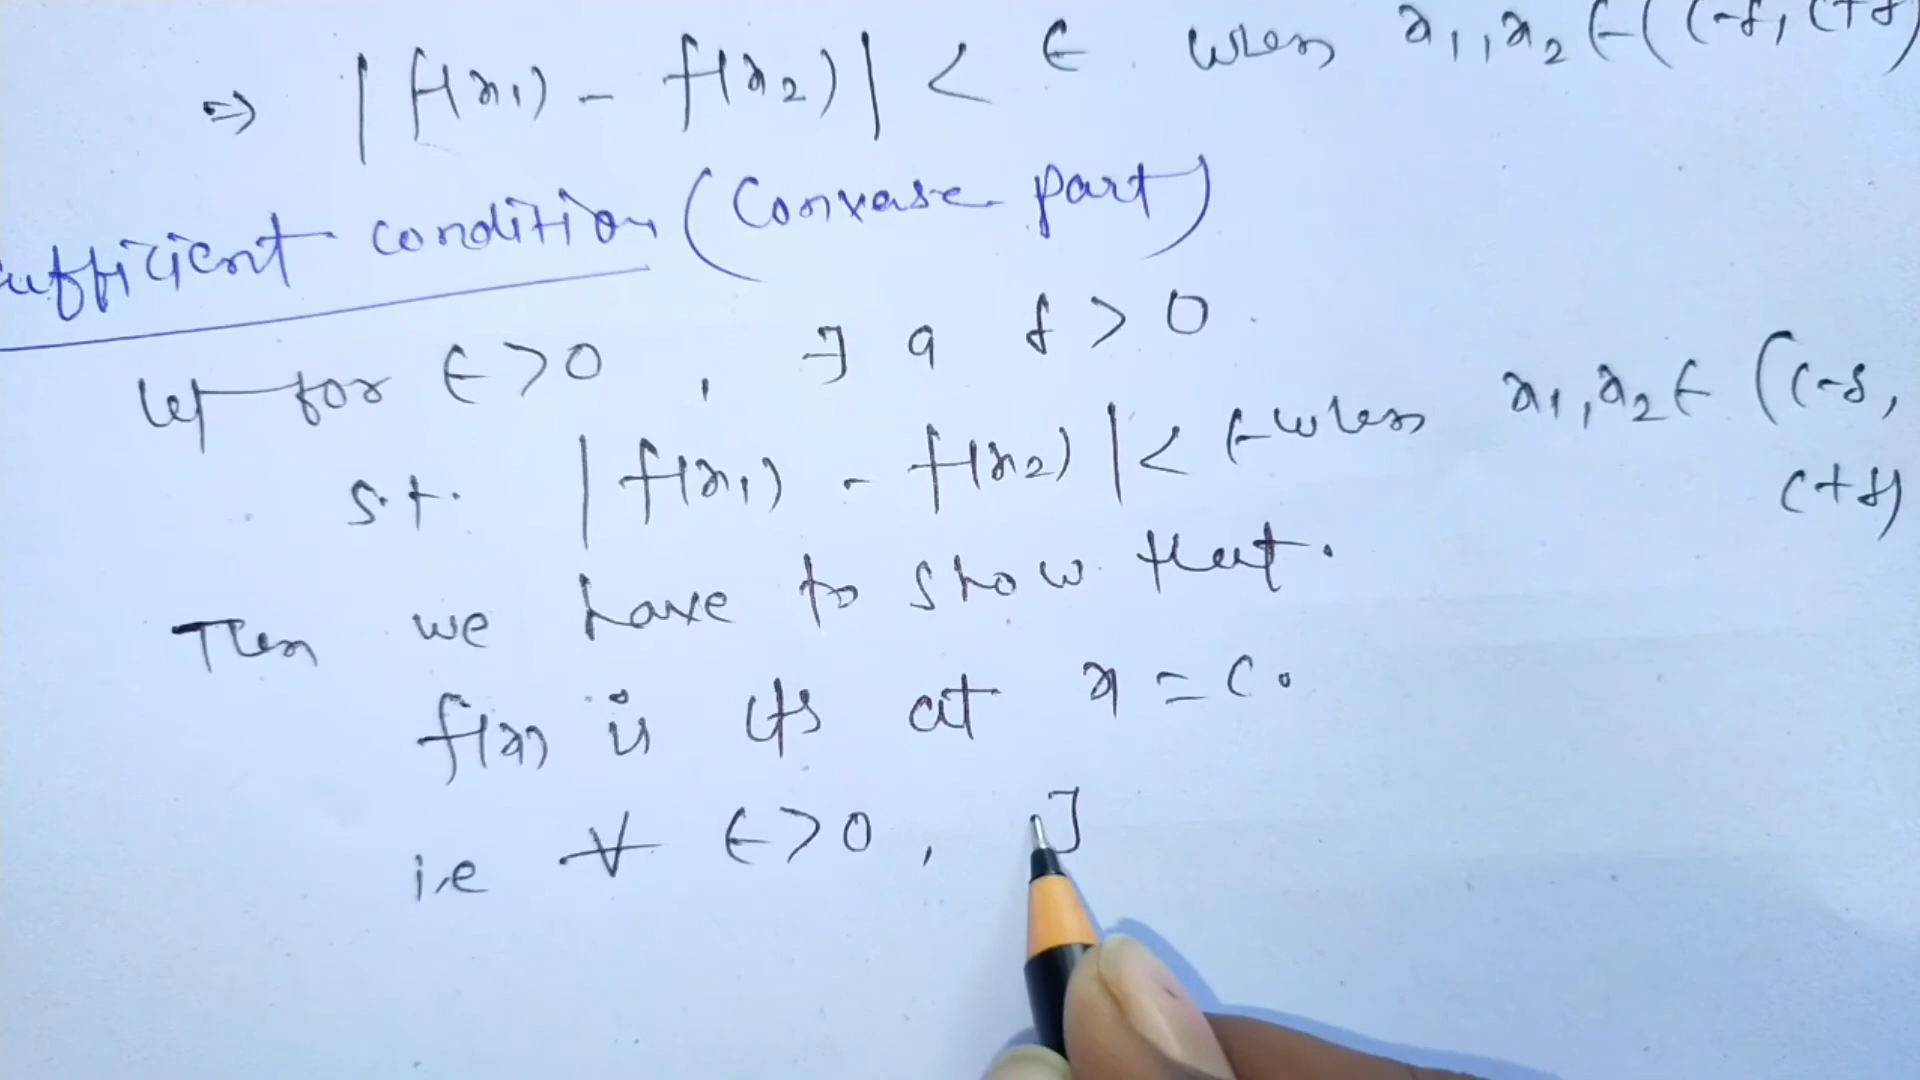 ⇒ |f(x₁) - f(x₂)| < ε when x₁, x₂ ∈ (c-δ, c+δ)
ufficient condition (Converse part)
let for ε > 0, ∃ a δ > 0.
s.t. |f(x₁) - f(x₂)| < ε when x₁, x₂ ∈ (c-δ,
c+δ)
Then we have to show that.
f(x) is cts at x = c.
i.e ∀ ε > 0, ∃